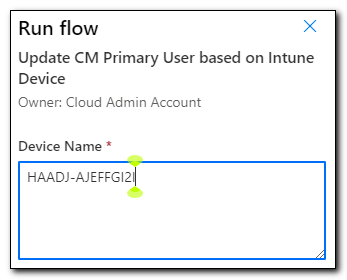 Run flow
Update CM Primary User based on Intune
Device
Owner: Cloud Admin Account
Device Name *
HAADJ-AJEFFGI2I